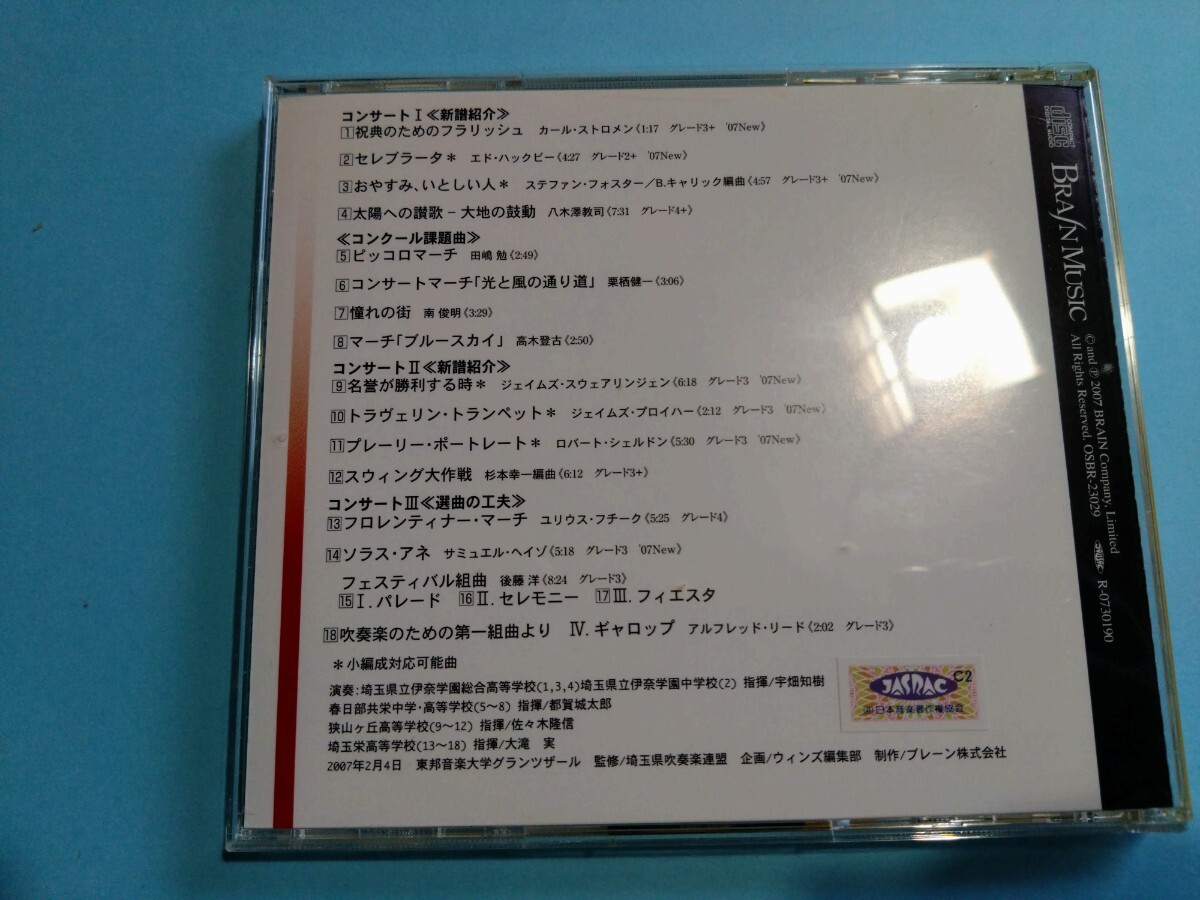 コンサートⅠ≪新譜紹介≫
1 祝典のためのフラリッシュ　カール・ストロメン《1:17　グレード3+　'07New》
2 セレブラータ＊　エド・ハックビー《4:27　グレード2+　'07New》
3 おやすみ、いとしい人＊　ステファン・フォスター／B.キャリック編曲《4:57　グレード3+　'07New》
4 太陽への讃歌－大地の鼓動　八木澤教司《7:31　グレード4+》
≪コンクール課題曲≫
5 ピッコロマーチ　田嶋 勉《2:49》
6 コンサートマーチ「光と風の通り道」　栗栖健一《3:06》
7 憧れの街　南 俊明《3:29》
8 マーチ「ブルースカイ」　高木登古《2:50》
コンサートⅡ≪新譜紹介≫
9 名誉が勝利する時＊　ジェイムズ・スウェアリンジェン《6:18　グレード3　'07New》
10 トラヴェリン・トランペット＊　ジェイムズ・プロイハー《2:12　グレード3　'07New》
11 プレーリー・ポートレート＊　ロバート・シェルドン《5:30　グレード3　'07New》
12 スウィング大作戦　杉本幸一編曲《6:12　グレード3+》
コンサートⅢ≪選曲の工夫≫
13 フロレンティナー・マーチ　ユリウス・フチーク《5:25　グレード4》
14 ソラス・アネ　サミュエル・ヘイゾ《5:18　グレード3　'07New》
フェスティバル組曲　後藤 洋《8:24　グレード3》
15 Ⅰ.パレード　16 Ⅱ.セレモニー　17 Ⅲ.フィエスタ
18 吹奏楽のための第一組曲より　Ⅳ.ギャロップ　アルフレッド・リード《2:02　グレード3》
＊小編成対応可能曲
演奏：埼玉県立伊奈学園総合高等学校(1,3,4)埼玉県立伊奈学園中学校(2) 指揮/宇畑知樹
春日部共栄中学・高等学校(5～8) 指揮/都賀城太郎
狭山ヶ丘高等学校(9～12) 指揮/佐々木隆信
埼玉栄高等学校(13～18) 指揮/大滝　実
2007年2月4日　東邦音楽大学グランツザール　監修/埼玉県吹奏楽連盟　企画/ウィンズ編集部　制作/ブレーン株式会社
JASRAC
C2
日本音楽著作権協会
COMPACT
disc
DIGITAL AUDIO
BRAIN MUSIC
© and ℗ 2007 BRAIN Company, Limited
All Rights Reserved. OSBR-23029
R-0730190